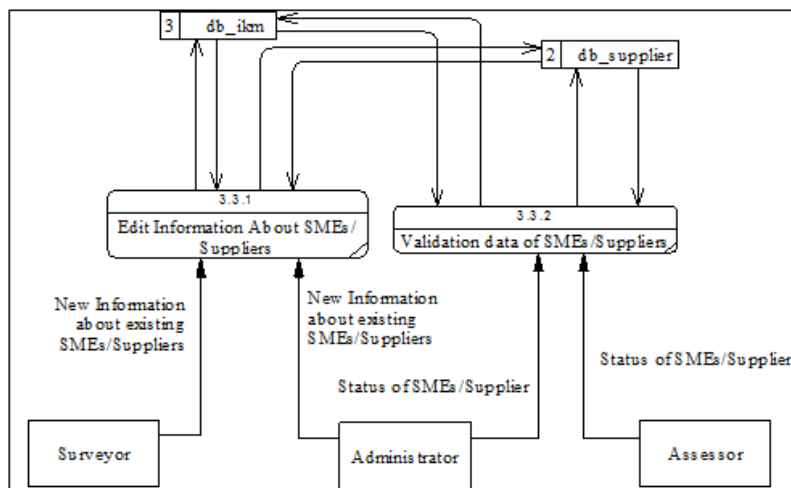 3 db_ikm
2 db_supplier
3.3.1
Edit Information About SMEs/
Suppliers
3.3.2
Validation data of SMEs/Suppliers
New Information
about existing
SMEs/Suppliers
New Information
about existing
SMEs/Suppliers
Status of SMEs/Supplier
Status of SMEs/Supplier
Surveyor
Administrator
Assessor